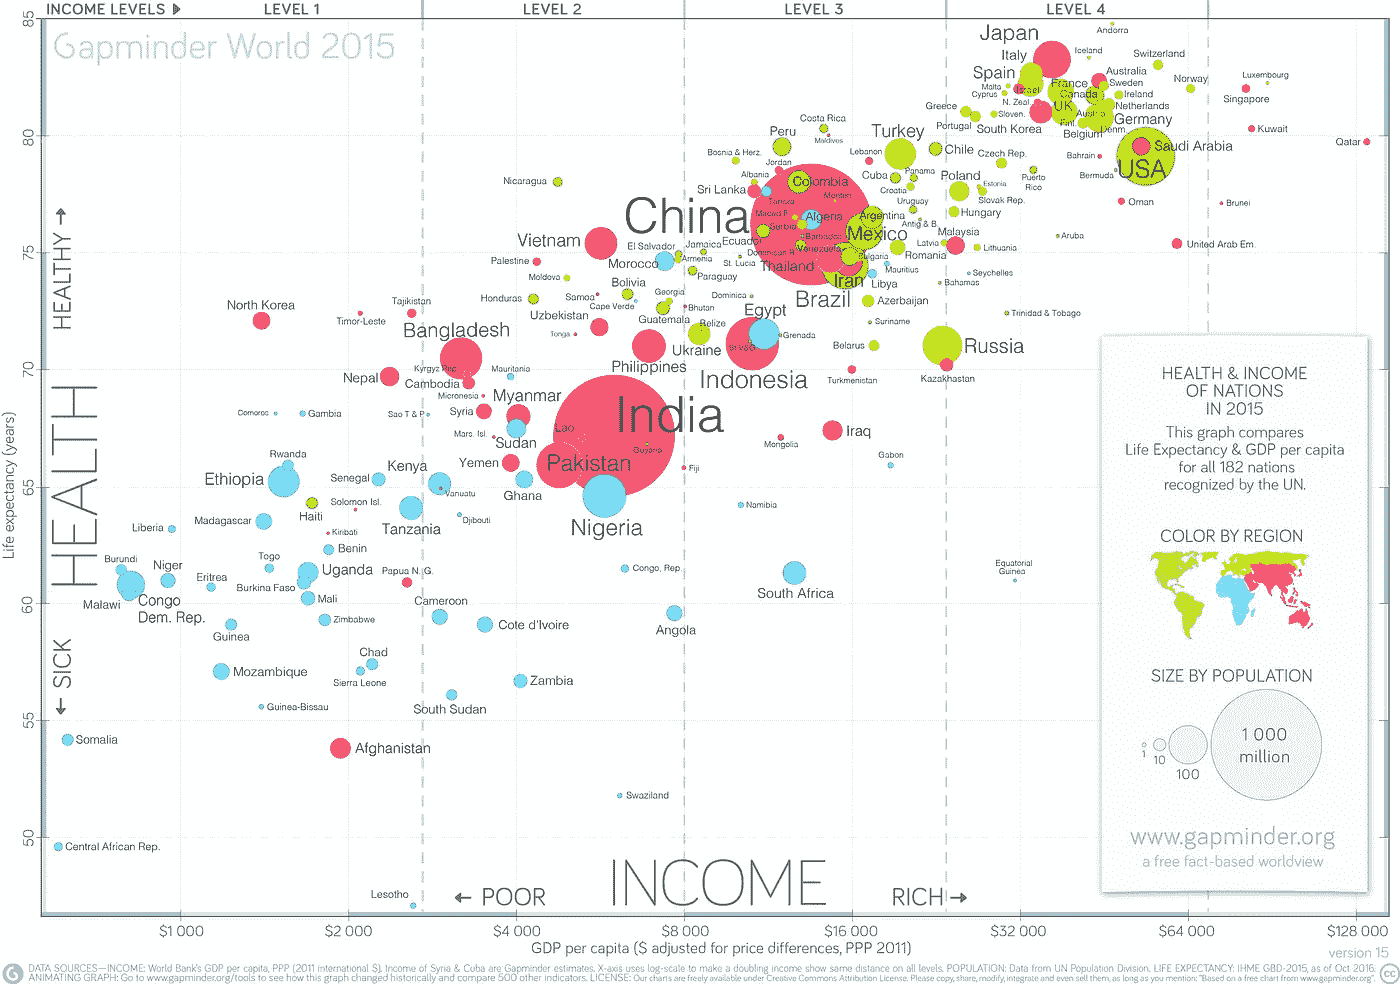 INCOME LEVELS
LEVEL 1
LEVEL 2
LEVEL 3
LEVEL 4
Gapminder World 2015
85
80
75
70
65
60
55
50
Life expectancy (years)
HEALTHY
HEALTH
SICK
Japan
Italy
Spain
Andorra
Iceland
Switzerland
Australia
Sweden
Norway
Luxembourg
Singapore
Malta
Cyprus
Israel
France
Canada
Ireland
N. Zeal.
UK
Netherlands
Germany
Greece
Portugal
Sloven.
South Korea
Finl.
Belgium
Denm.
Kuwait
Qatar
Saudi Arabia
USA
Bahrain
Bermuda
Costa Rica
Maldives
Peru
Turkey
Chile
Bosnia & Herz.
Jordan
Lebanon
Czech Rep.
Nicaragua
Albania
Colombia
Cuba
Panama
Poland
Puerto
Rico
Sri Lanka
Croatia
Estonia
Slovak Rep.
Oman
Brunei
China
Algeria
Argentina
Uruguay
Hungary
Antig & B.
Serbia
Mexico
Vietnam
El Salvador
Jamaica
Ecuador
Barbados
Venezuela
Latvia
Malaysia
Lithuania
Aruba
United Arab Em.
Palestine
Morocco
Armenia
St. Lucia
Thailand
Bulgaria
Romania
Mauritius
Seychelles
Moldova
Bolivia
Paraguay
Iran
Libya
Bahamas
North Korea
Tajikistan
Timor-Leste
Honduras
Samoa
Cape Verde
Georgia
Bhutan
Dominica
Brazil
Azerbaijan
Trinidad & Tobago
Uzbekistan
Guatemala
Egypt
Suriname
Bangladesh
Tonga
Belize
Ukraine
Grenada
St V&G
Belarus
Russia
Nepal
Kyrgyz Rep.
Cambodia
Mauritania
Philippines
Indonesia
Turkmenistan
Kazakhstan
Micronesia
Myanmar
Comoros
Gambia
Sao T & P
Syria
India
Marc. Isl.
Sudan
Lao
Guyana
Mongolia
Iraq
Rwanda
Ethiopia
Senegal
Kenya
Yemen
Pakistan
Fiji
Gabon
Solomon Isl.
Vanuatu
Ghana
Haiti
Madagascar
Liberia
Kiribati
Tanzania
Djibouti
Nigeria
Namibia
Burundi
Niger
Togo
Benin
Uganda
Papua N. G.
Congo, Rep.
Eritrea
Burkina Faso
South Africa
Equatorial
Guinea
Malawi
Congo
Dem. Rep.
Mali
Cameroon
Guinea
Zimbabwe
Cote d'Ivoire
Angola
Mozambique
Chad
Sierra Leone
Zambia
Guinea-Bissau
South Sudan
Somalia
Afghanistan
Swaziland
Central African Rep.
Lesotho
HEALTH & INCOME
OF NATIONS
IN 2015
This graph compares
Life Expectancy & GDP per capita
for all 182 nations
recognized by the UN.
COLOR BY REGION
SIZE BY POPULATION
1
10
100
1 000
million
www.gapminder.org
a free fact-based worldview
POOR
INCOME
RICH
$1 000
$2 000
$4 000
$8 000
$16 000
$32 000
$64 000
$128 000
GDP per capita ($ adjusted for price differences, PPP 2011)
version 15
DATA SOURCES—INCOME: World Bank's GDP per capita, PPP (2011 international $). Income of Syria & Cuba are Gapminder estimates. X-axis uses log-scale to make a doubling income show same distance on all levels. POPULATION: Data from UN Population Division. LIFE EXPECTANCY: IHME GBD-2015, as of Oct 2016.
ANIMATING GRAPH: Go to www.gapminder.org/tools to see how this graph changed historically and compare 500 other indicators. LICENSE: Our charts are freely available under Creative Commons Attribution License. Please copy, share, modify, integrate and even sell them, as long as you mention: "Based on a free chart from www.gapminder.org".